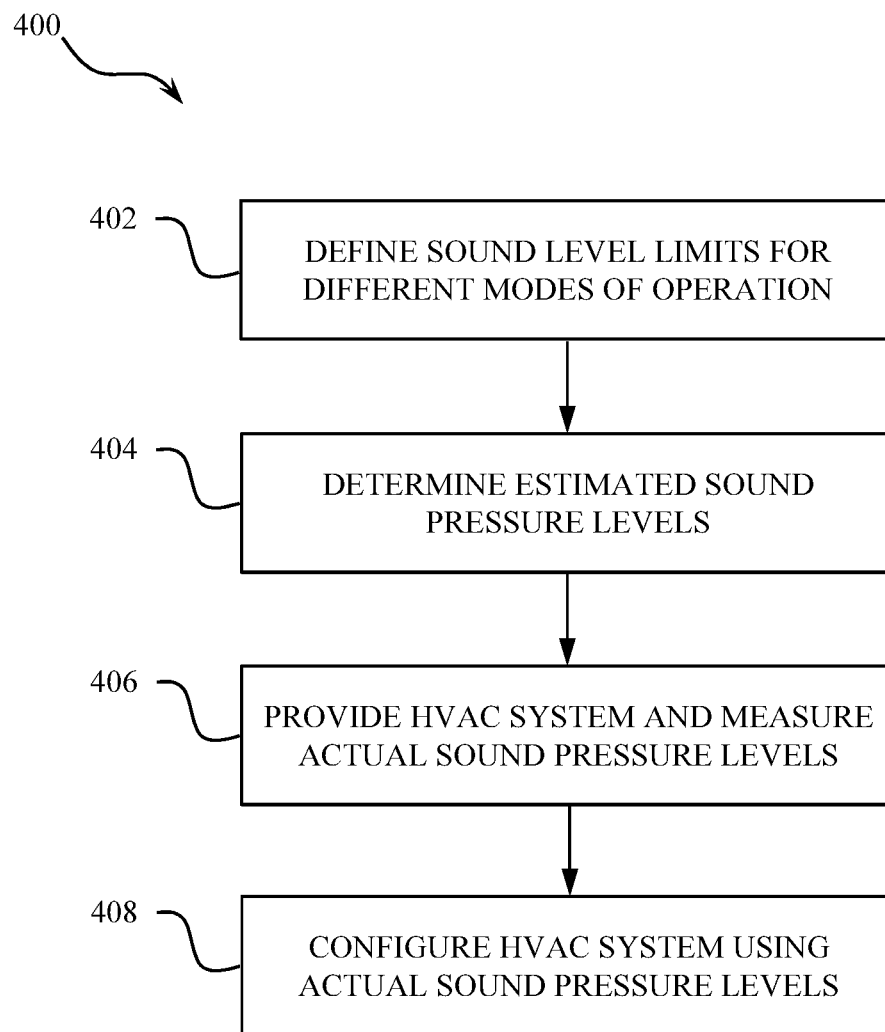 400
402
DEFINE SOUND LEVEL LIMITS FOR
DIFFERENT MODES OF OPERATION
404
DETERMINE ESTIMATED SOUND
PRESSURE LEVELS
406
PROVIDE HVAC SYSTEM AND MEASURE
ACTUAL SOUND PRESSURE LEVELS
408
CONFIGURE HVAC SYSTEM USING
ACTUAL SOUND PRESSURE LEVELS